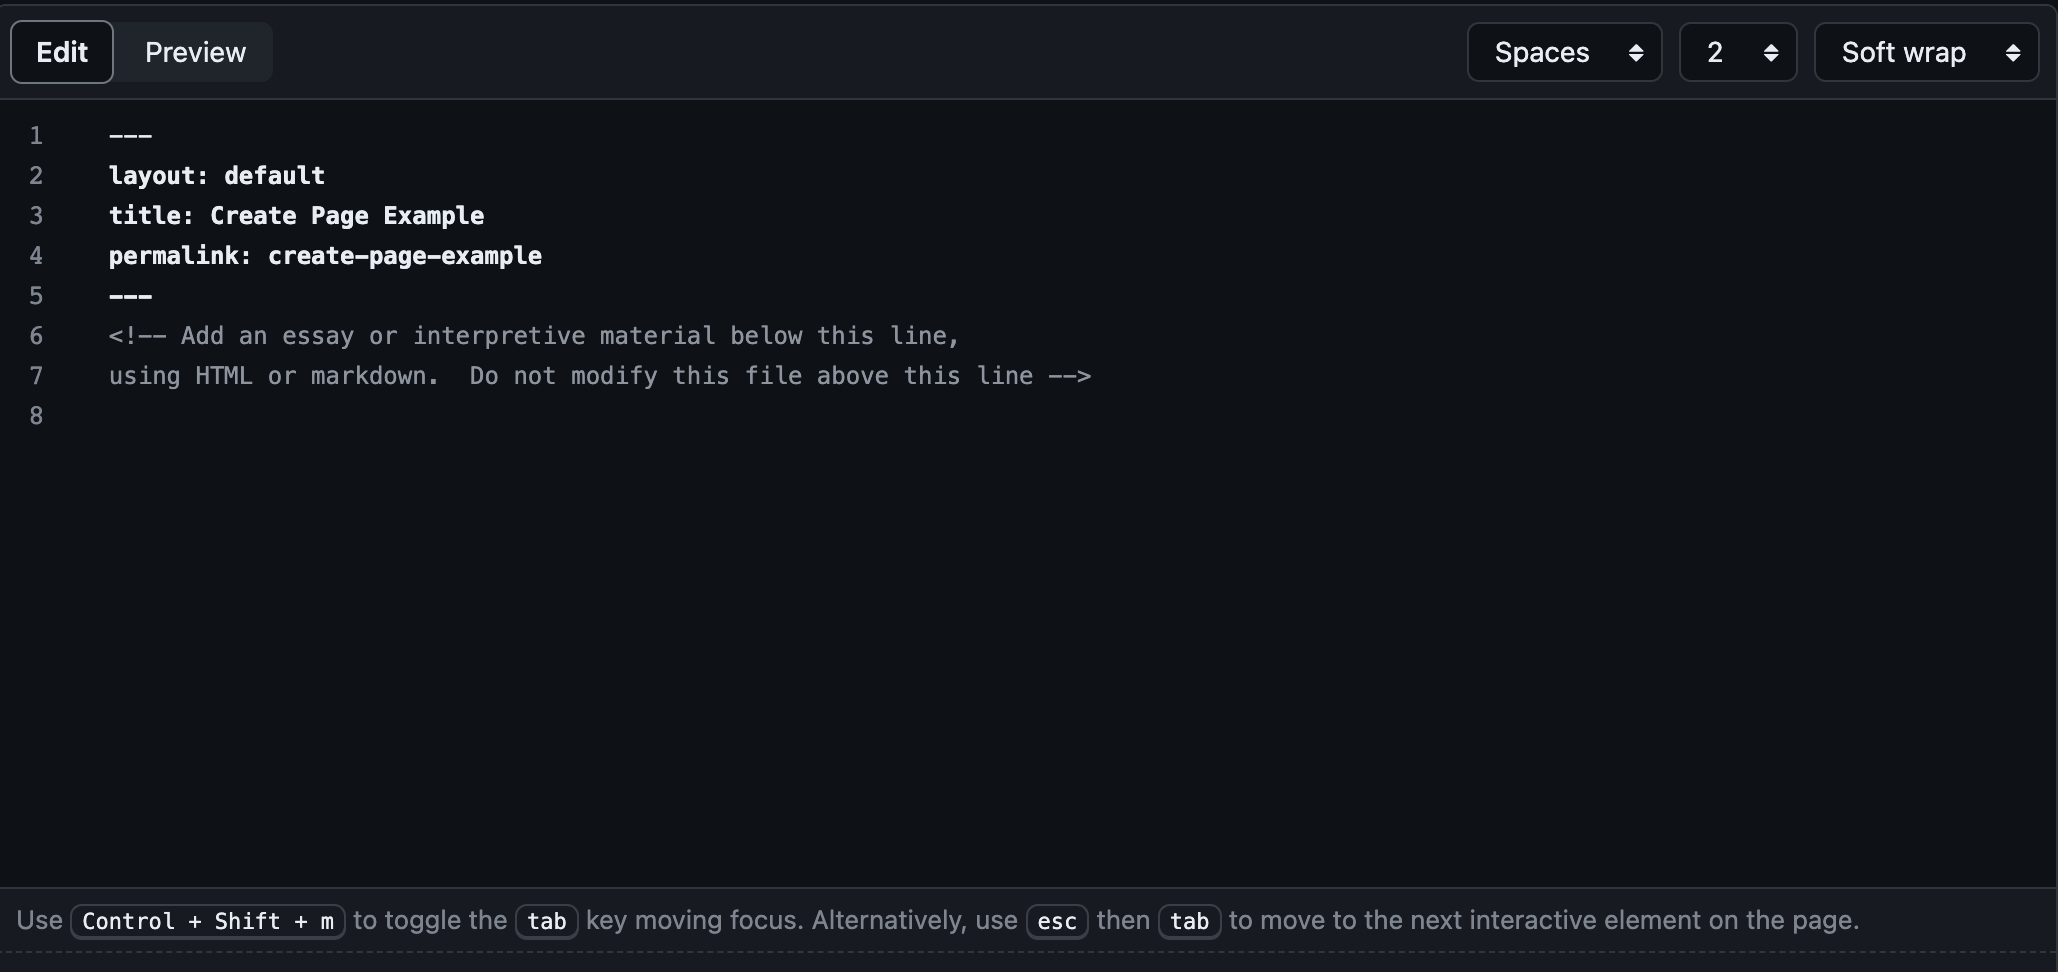 Edit Preview Spaces 2 Soft wrap
1 ---
2 layout: default
3 title: Create Page Example
4 permalink: create-page-example
5 ---
6 <!-- Add an essay or interpretive material below this line,
7 using HTML or markdown.  Do not modify this file above this line -->
8
Use Control + Shift + m to toggle the tab key moving focus. Alternatively, use esc then tab to move to the next interactive element on the page.